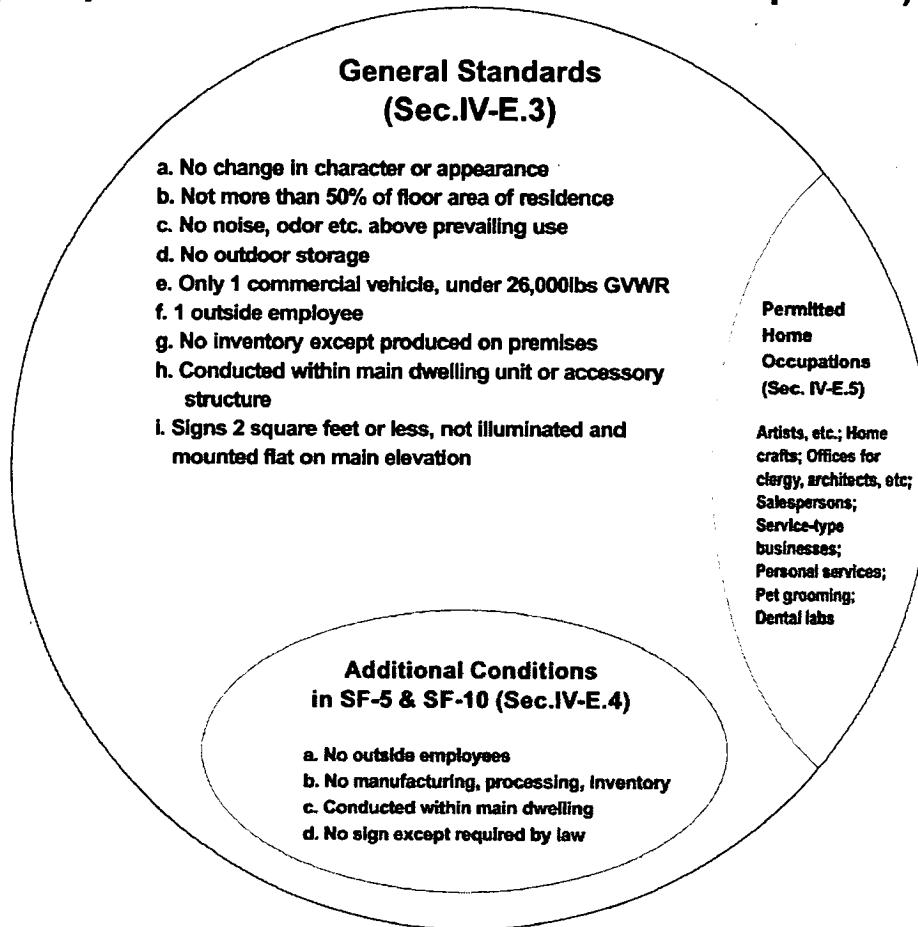 General Standards
(Sec.IV-E.3)
a. No change in character or appearance
b. Not more than 50% of floor area of residence
c. No noise, odor etc. above prevailing use
d. No outdoor storage
e. Only 1 commercial vehicle, under 26,000lbs GVWR
f. 1 outside employee
g. No inventory except produced on premises
h. Conducted within main dwelling unit or accessory
structure
i. Signs 2 square feet or less, not illuminated and
mounted flat on main elevation
Permitted
Home
Occupations
(Sec. IV-E.5)
Artists, etc.; Home
crafts; Offices for
clergy, architects, etc;
Salespersons;
Service-type
businesses;
Personal services;
Pet grooming;
Dental labs
Additional Conditions
in SF-5 & SF-10 (Sec.IV-E.4)
a. No outside employees
b. No manufacturing, processing, inventory
c. Conducted within main dwelling
d. No sign except required by law